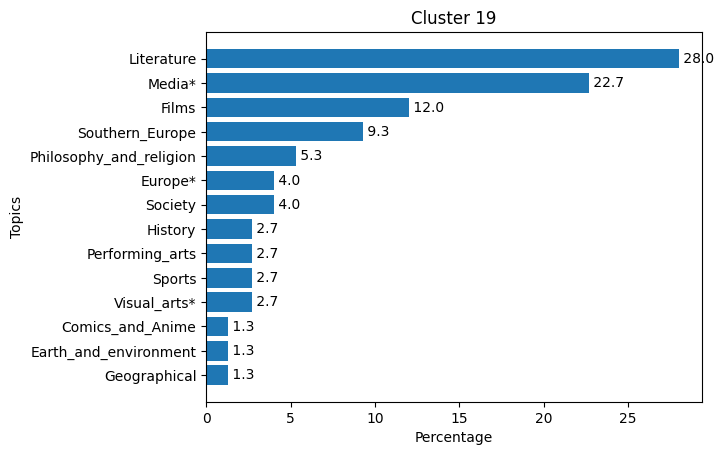 Cluster 19
Topics
Literature 28.0
Media* 22.7
Films 12.0
Southern_Europe 9.3
Philosophy_and_religion 5.3
Europe* 4.0
Society 4.0
History 2.7
Performing_arts 2.7
Sports 2.7
Visual_arts* 2.7
Comics_and_Anime 1.3
Earth_and_environment 1.3
Geographical 1.3
0 5 10 15 20 25
Percentage